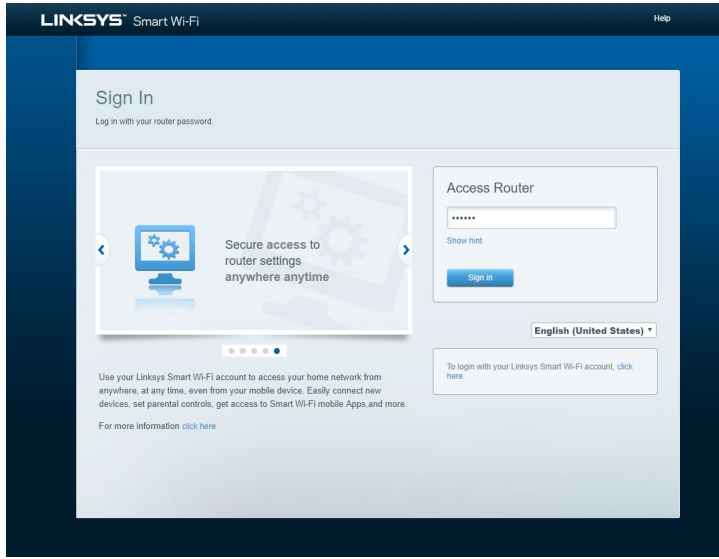 LINKSYS™ Smart Wi-Fi
Help
Sign In
Log in with your router password.
Secure access to
router settings
anywhere anytime
Use your Linksys Smart Wi-Fi account to access your home network from
anywhere, at any time, even from your mobile device. Easily connect new
devices, set parental controls, get access to Smart Wi-Fi mobile Apps,and more.
For more information click here
Access Router
••••••
Show hint
Sign in
English (United States)
To login with your Linksys Smart Wi-Fi account, click
here.